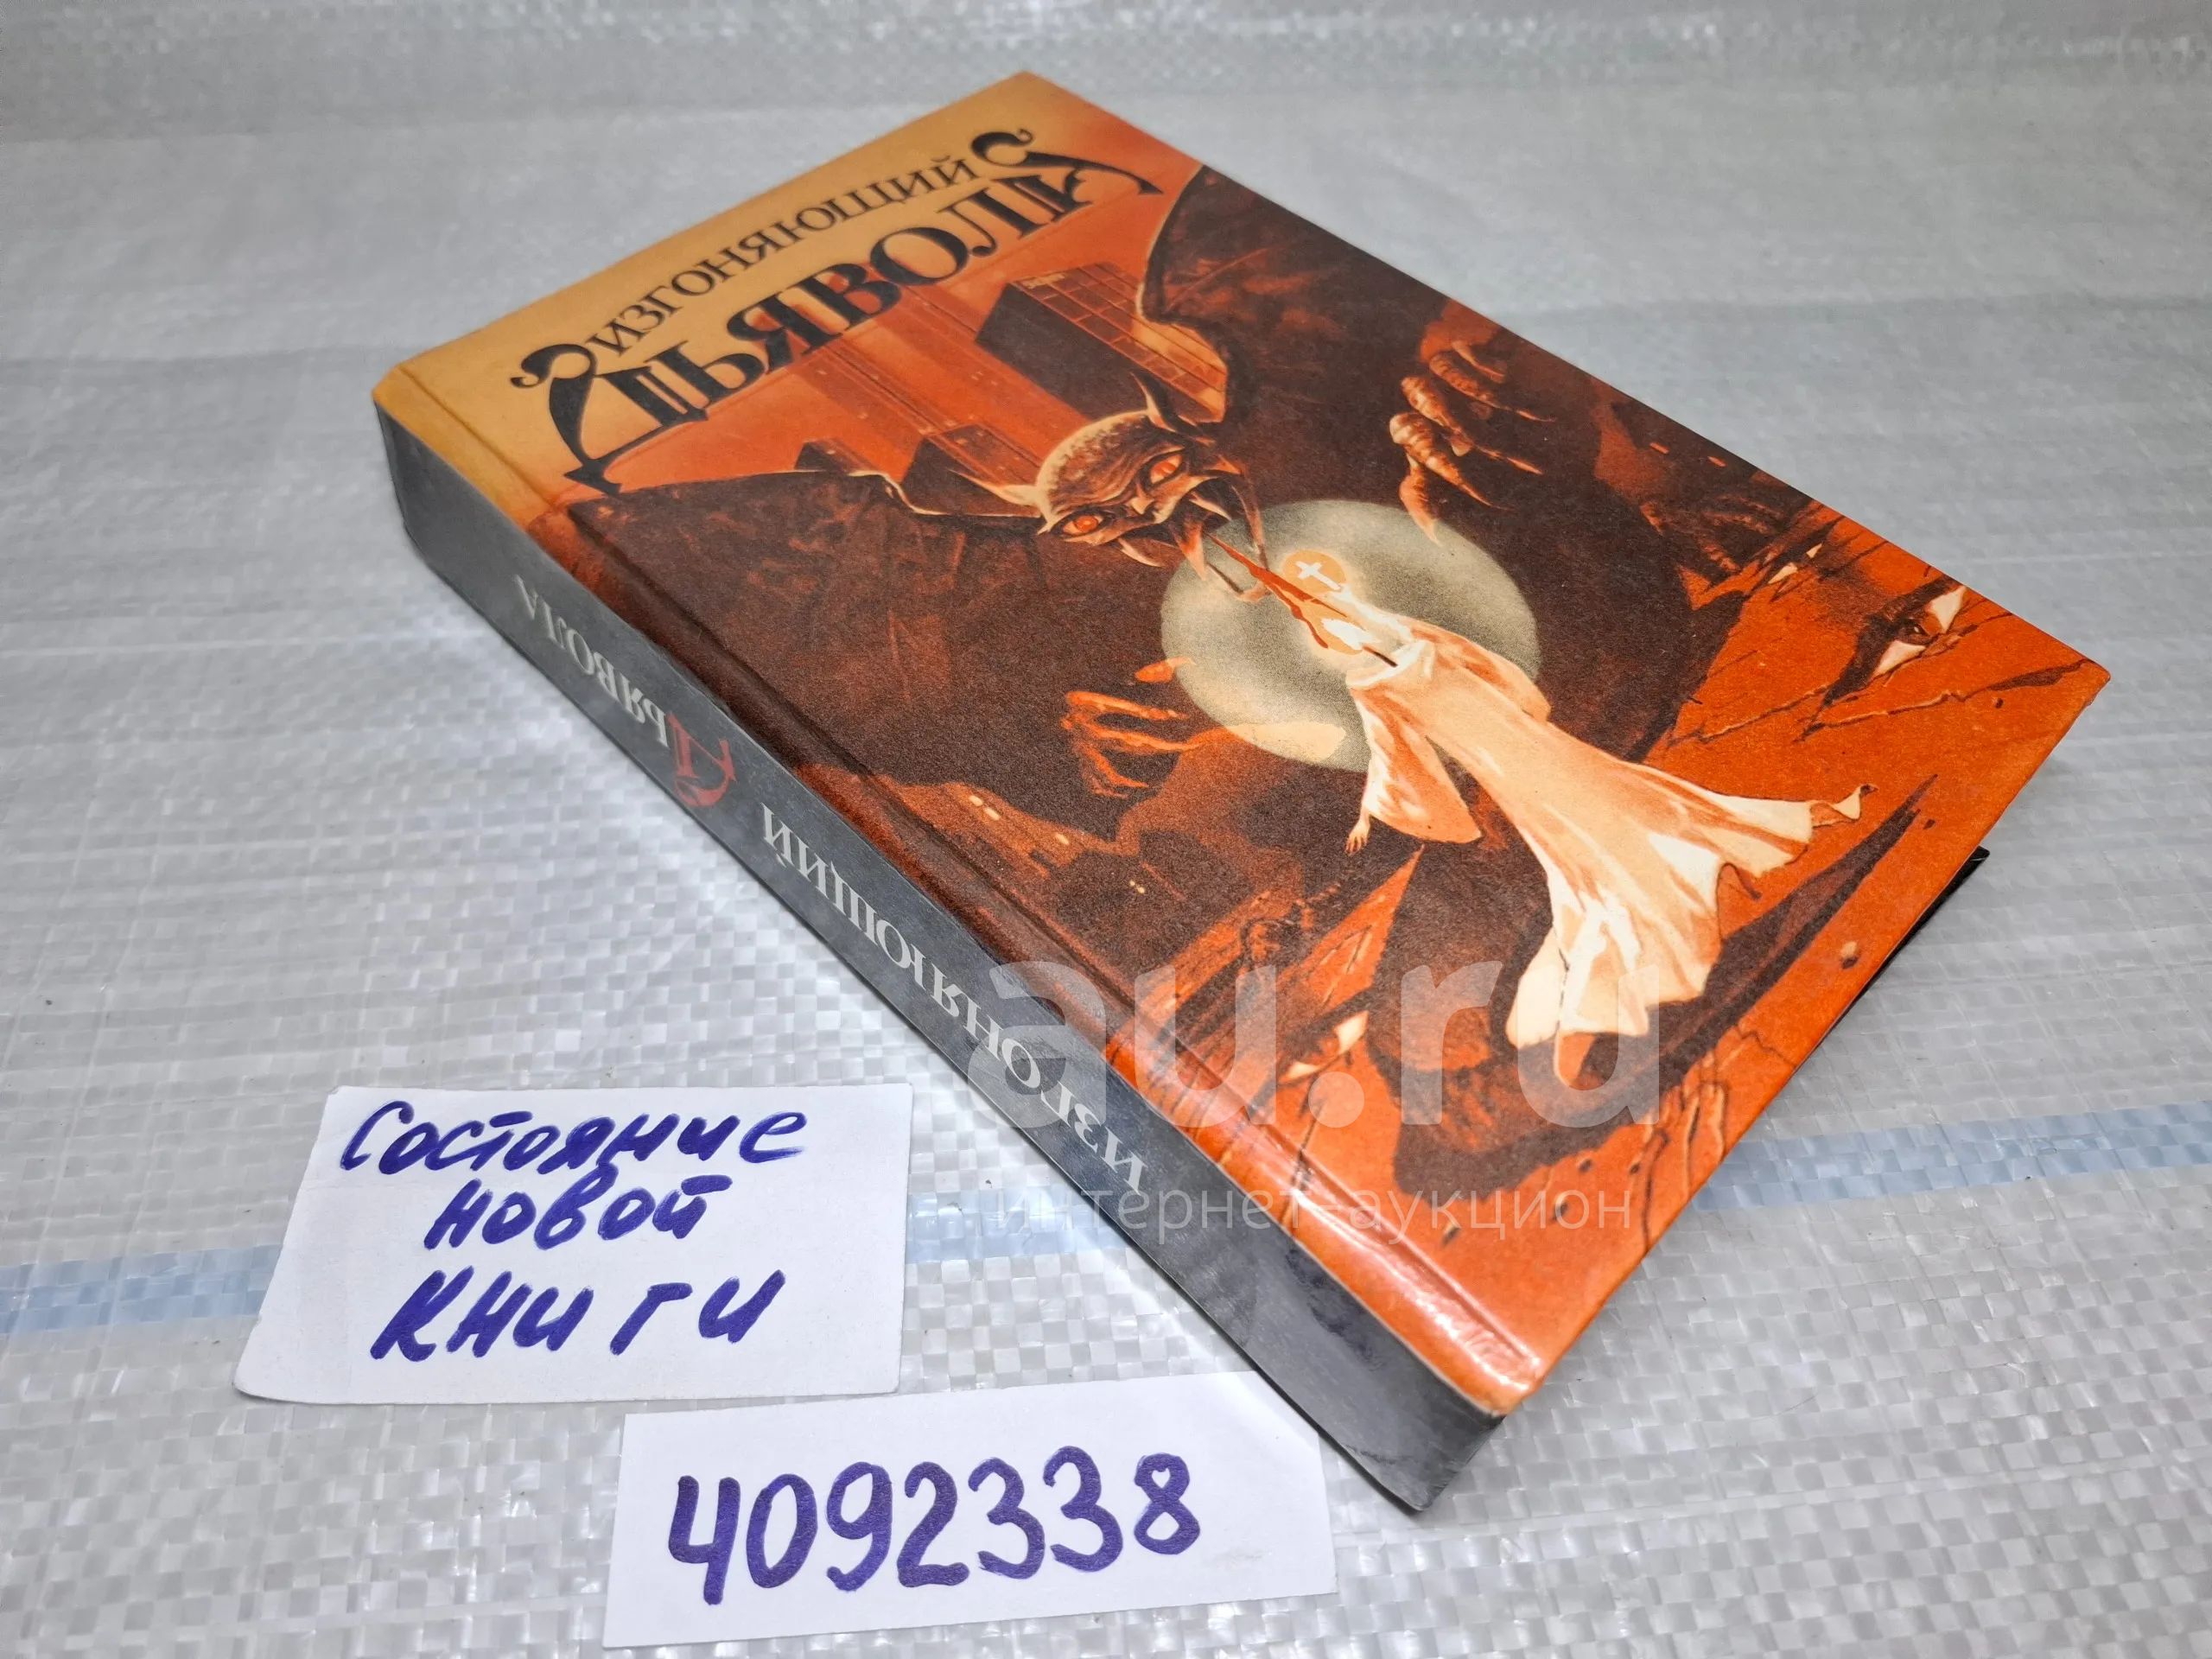 ИЗГОНЯЮЩИЙ
ДЬЯВОЛА
ИЗГОНЯЮЩИЙ ДЬЯВОЛА
au.ru
интернет-аукцион
Состояние
новой
книги
4092338